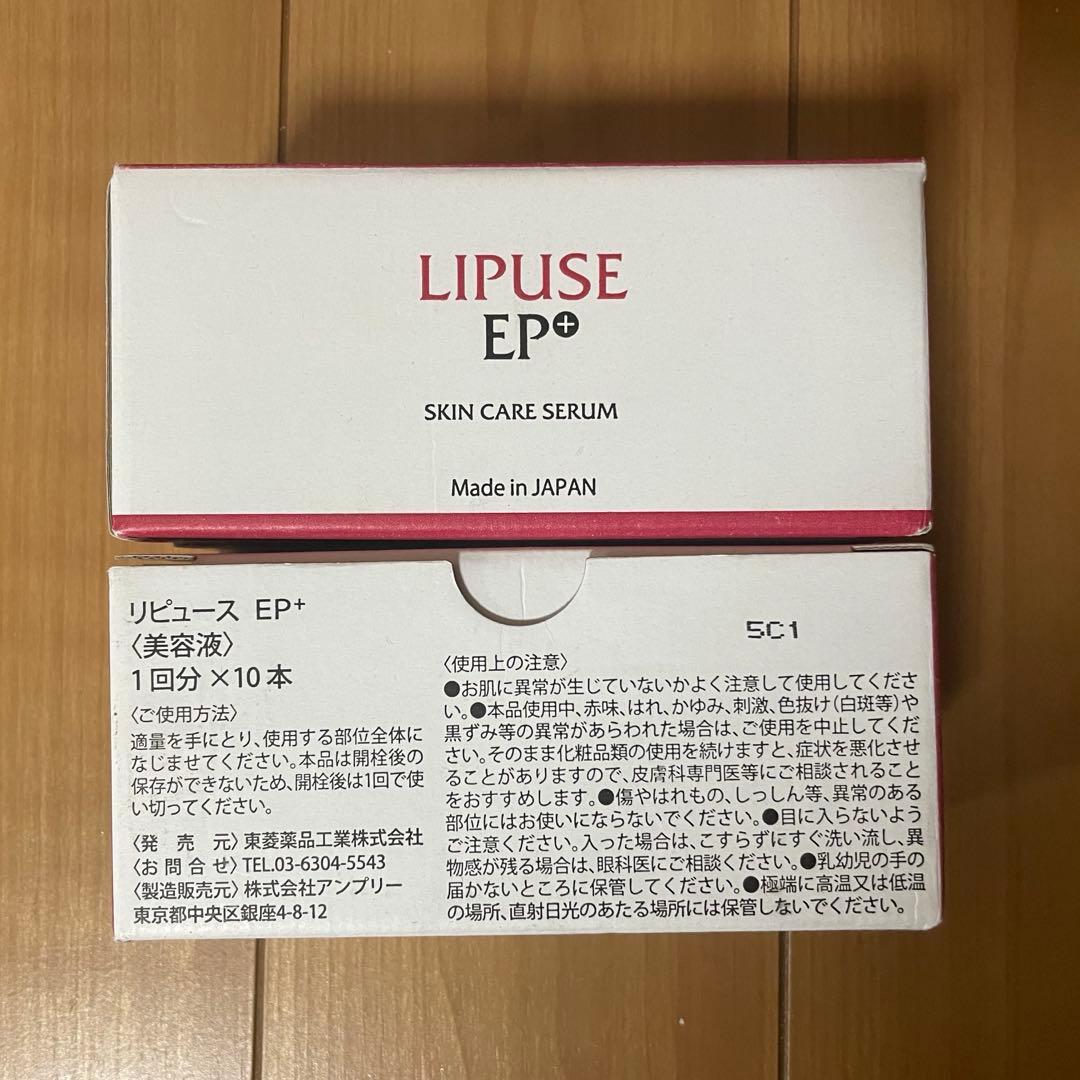 LIPUSE
EP+
SKIN CARE SERUM
Made in JAPAN
リピュース EP+
〈美容液〉
1回分×10本
〈ご使用方法〉
適量を手にとり、使用する部位全体に
なじませてください。本品は開栓後の
保存ができないため、開栓後は1回で使
い切ってください。
〈発売元〉東菱薬品工業株式会社
〈お問合せ〉TEL.03-6304-5543
〈製造販売元〉株式会社アンプリー
東京都中央区銀座4-8-12
5C1
〈使用上の注意〉
●お肌に異常が生じていないかよく注意して使用してくださ
い。●本品使用中、赤味、はれ、かゆみ、刺激、色抜け(白斑等)や
黒ずみ等の異常があらわれた場合は、ご使用を中止してくだ
さい。そのまま化粧品類の使用を続けますと、症状を悪化させ
ることがありますので、皮膚科専門医等にご相談されること
をおすすめします。●傷やはれもの、しっしん等、異常のある
部位にはお使いにならないでください。●目に入らないよう
ご注意ください。入った場合は、こすらずにすぐ洗い流し、異
物感が残る場合は、眼科医にご相談ください。●乳幼児の手の
届かないところに保管してください。●極端に高温又は低温
の場所、直射日光のあたる場所には保管しないでください。